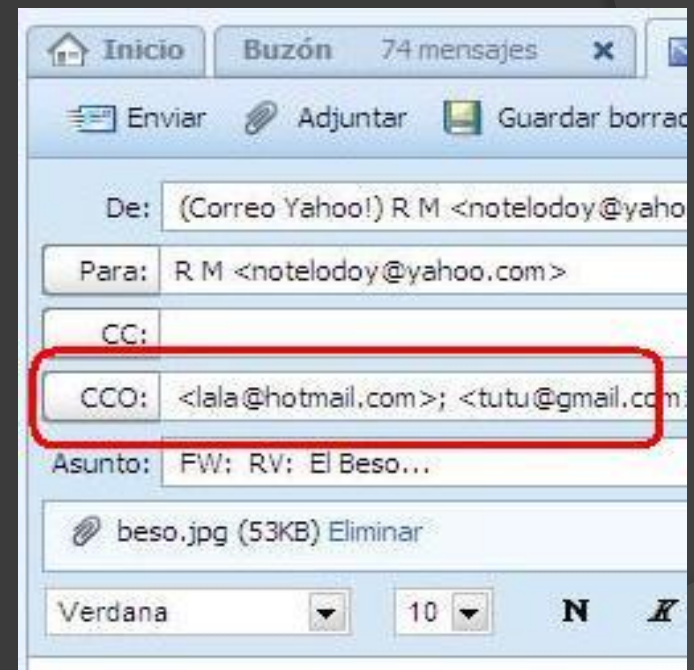 Inicio Buzón 74 mensajes x
Enviar Adjuntar Guardar borrad
De: (Correo Yahoo!) R M <notelodoy@yaho
Para: R M <notelodoy@yahoo.com>
CC:
CCO: <lala@hotmail.com>; <tutu@gmail.com>
Asunto: FW: RV: El Beso...
beso.jpg (53KB) Eliminar
Verdana 10 N K